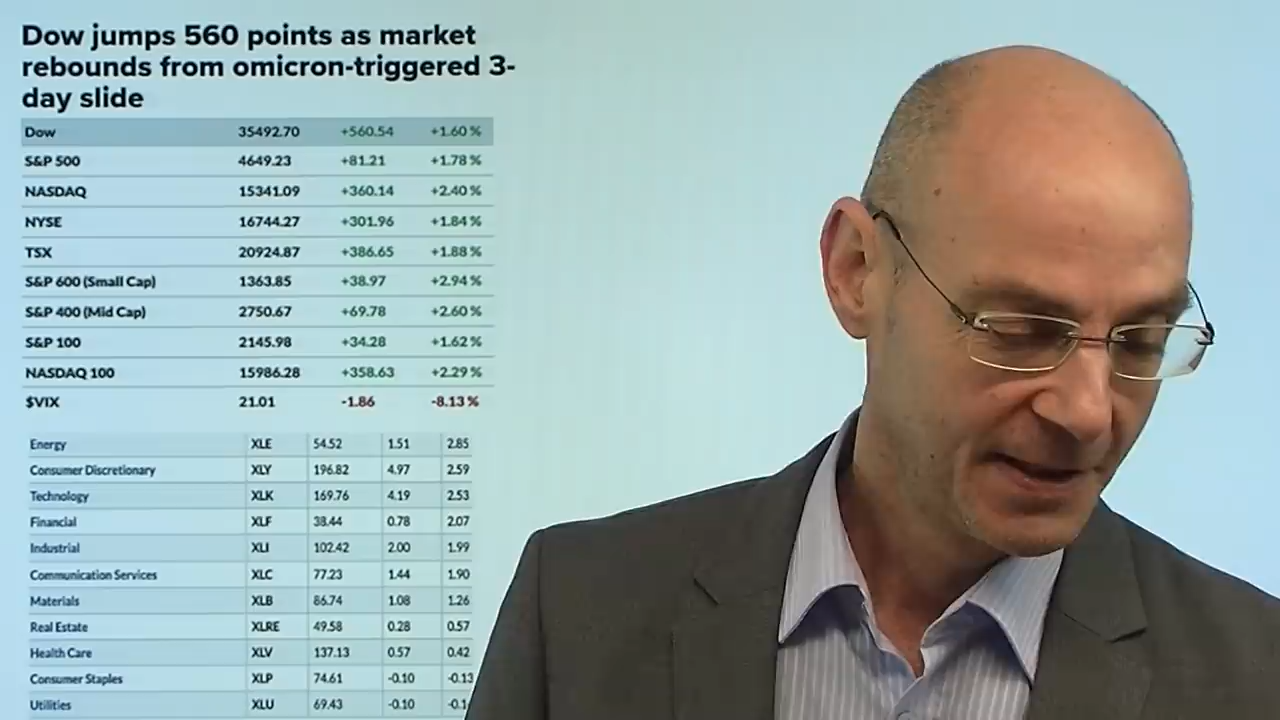 Dow jumps 560 points as market
rebounds from omicron-triggered 3-
day slide
Dow 35492.70 +560.54 +1.60%
S&P 500 4649.23 +81.21 +1.78%
NASDAQ 15341.09 +360.14 +2.40%
NYSE 16744.27 +301.96 +1.84%
TSX 20924.87 +386.65 +1.88%
S&P 600 (Small Cap) 1363.85 +38.97 +2.94%
S&P 400 (Mid Cap) 2750.67 +69.78 +2.60%
S&P 100 2145.98 +34.28 +1.62%
NASDAQ 100 15986.28 +358.63 +2.29%
$VIX 21.01 -1.86 -8.13%
Energy XLE 54.52 1.51 2.85
Consumer Discretionary XLY 196.82 4.97 2.59
Technology XLK 169.76 4.19 2.53
Financial XLF 38.44 0.78 2.07
Industrial XLI 102.42 2.00 1.99
Communication Services XLC 77.23 1.44 1.90
Materials XLB 86.74 1.08 1.26
Real Estate XLRE 49.58 0.28 0.57
Health Care XLV 137.13 0.57 0.42
Consumer Staples XLP 74.61 -0.10 -0.13
Utilities XLU 69.43 -0.10